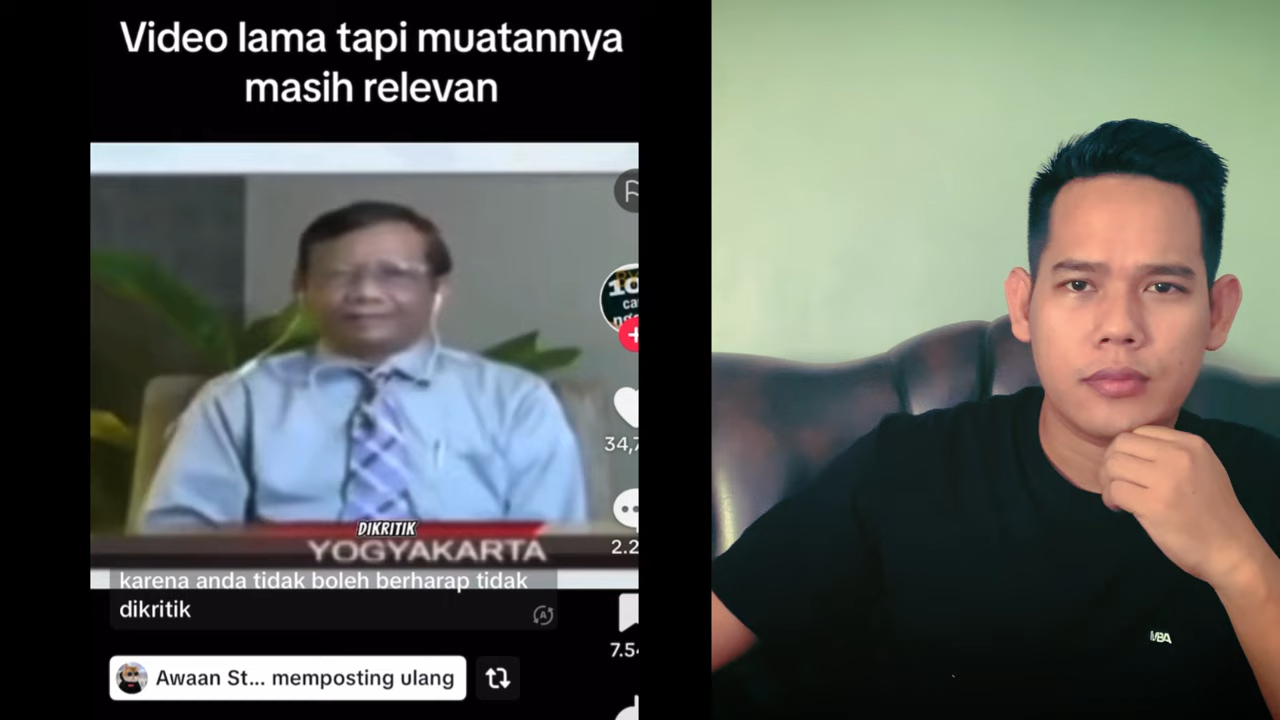 Video lama tapi muatannya
masih relevan
34,7
2.2
DIKRITIK
YOGYAKARTA
karena anda tidak boleh berharap tidak
dikritik
7.54
Awaan St... memposting ulang
MBA